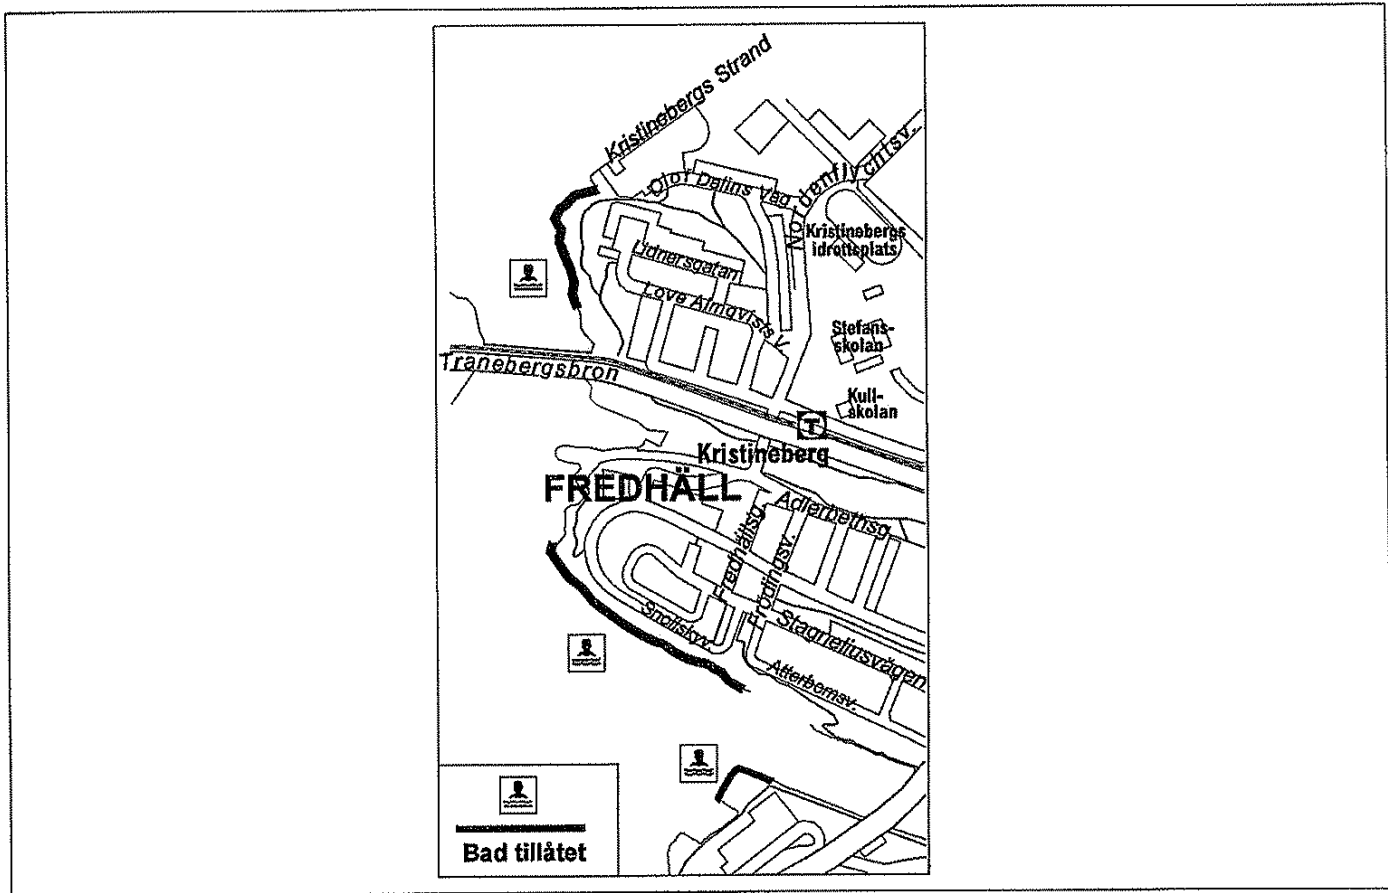 Kristinebergs Strand
Olof Dalins Väg
Nordenflychtsv.
Kristinebergs
idrottsplats
Lidnersgatan
Love Almqvists V.
Stefans-
skolan
Tranebergsbron
Kull-
skolan
T
Kristineberg
FREDHÄLL
Adlerbethsg.
Fredhällsg.
Frödingsv.
Snoilskyv.
Stagneliusvägen
Atterbomsv.
Bad tillåtet